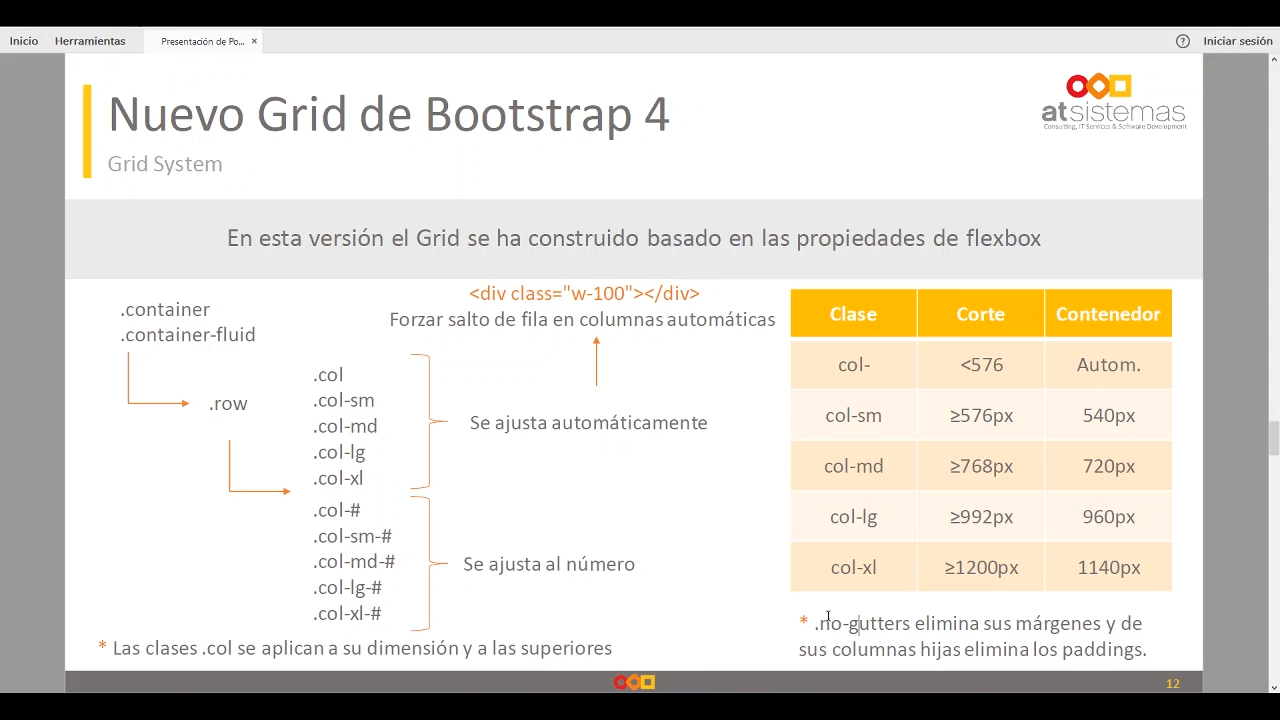 Inicio Herramientas Presentación de Po... × ? Iniciar sesión
Nuevo Grid de Bootstrap 4
Grid System
atsistemas
Consulting, IT Services & Software Development
En esta versión el Grid se ha construido basado en las propiedades de flexbox
.container
.container-fluid
.row
<div class="w-100"></div>
Forzar salto de fila en columnas automáticas
.col
.col-sm
.col-md
.col-lg
.col-xl
Se ajusta automáticamente
.col-#
.col-sm-#
.col-md-#
.col-lg-#
.col-xl-#
Se ajusta al número
* Las clases .col se aplican a su dimensión y a las superiores
Clase Corte Contenedor
col- <576 Autom.
col-sm ≥576px 540px
col-md ≥768px 720px
col-lg ≥992px 960px
col-xl ≥1200px 1140px
* .no-gutters elimina sus márgenes y de
sus columnas hijas elimina los paddings.
12